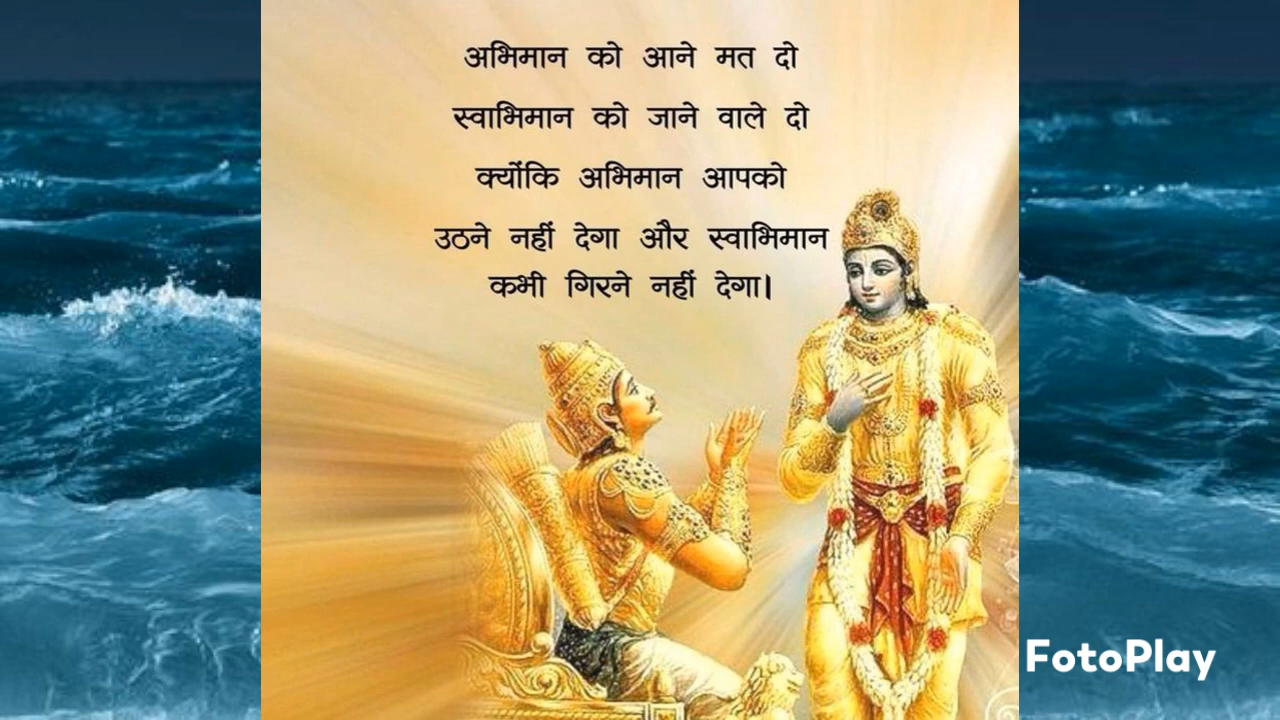 अभिमान को आने मत दो
स्वाभिमान को जाने वाले दो
क्योंकि अभिमान आपको
उठने नहीं देगा और स्वाभिमान
कभी गिरने नहीं देगा।
FotoPlay